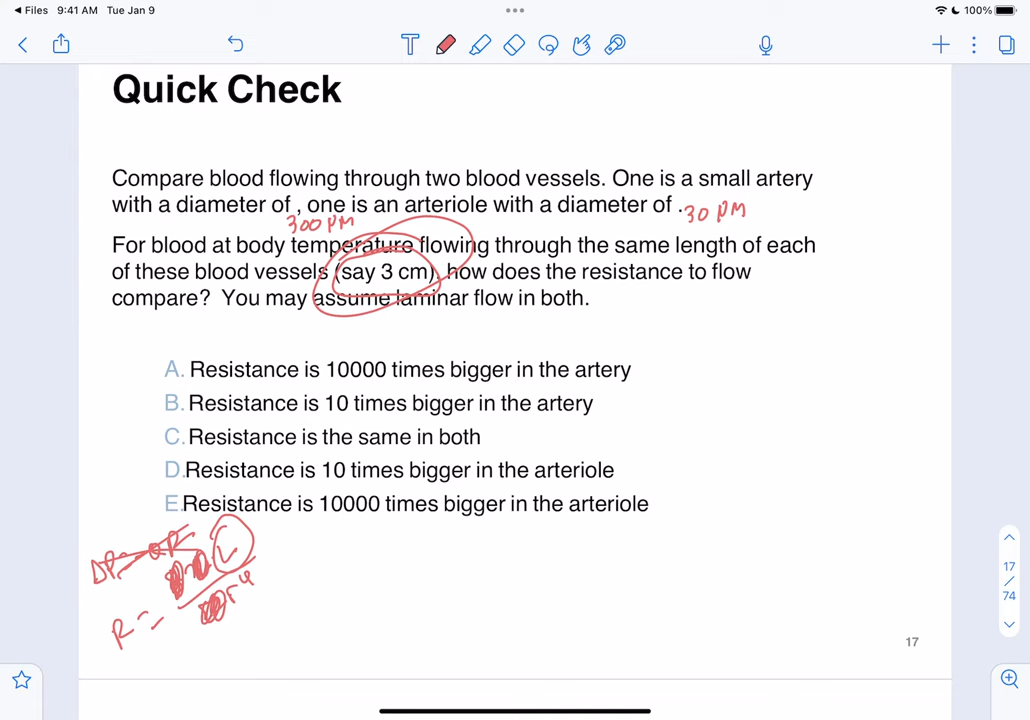 Files 9:41 AM Tue Jan 9
100%
T
Quick Check
Compare blood flowing through two blood vessels. One is a small artery
with a diameter of , one is an arteriole with a diameter of .
300 µM
30 µM
For blood at body temperature flowing through the same length of each
of these blood vessels (say 3 cm), how does the resistance to flow
compare? You may assume laminar flow in both.
A. Resistance is 10000 times bigger in the artery
B. Resistance is 10 times bigger in the artery
C. Resistance is the same in both
D. Resistance is 10 times bigger in the arteriole
E. Resistance is 10000 times bigger in the arteriole
L
R = r⁴
17
17
/
74